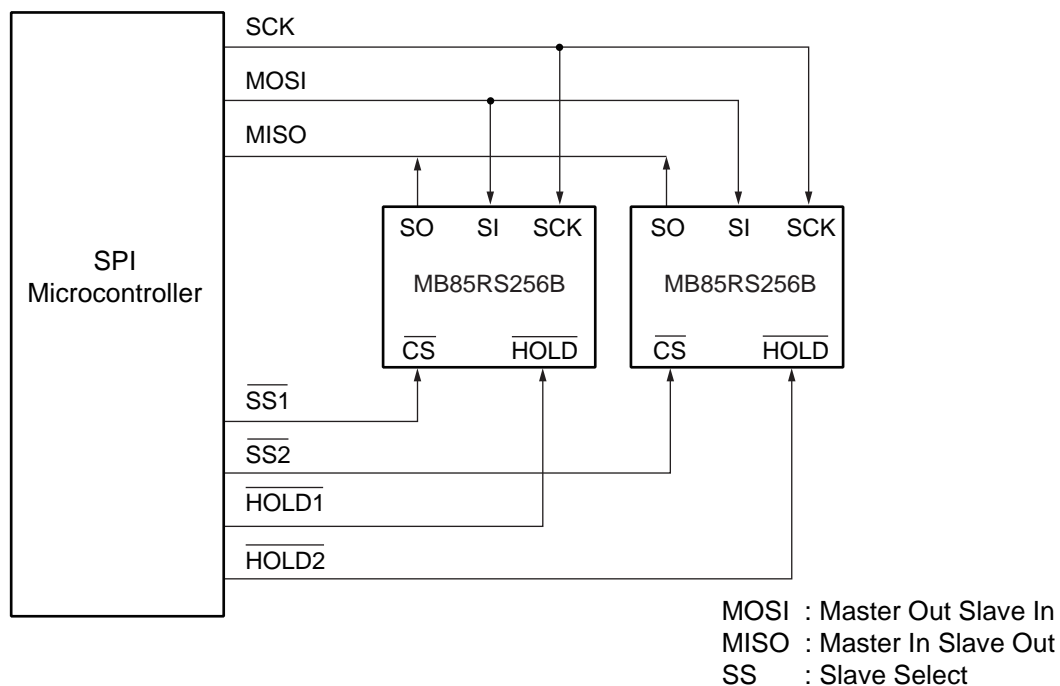 SCK
MOSI
MISO
SO SI SCK
SO SI SCK
SPI
Microcontroller
MB85RS256B
MB85RS256B
CS HOLD
CS HOLD
SS1
SS2
HOLD1
HOLD2
MOSI : Master Out Slave In
MISO : Master In Slave Out
SS : Slave Select